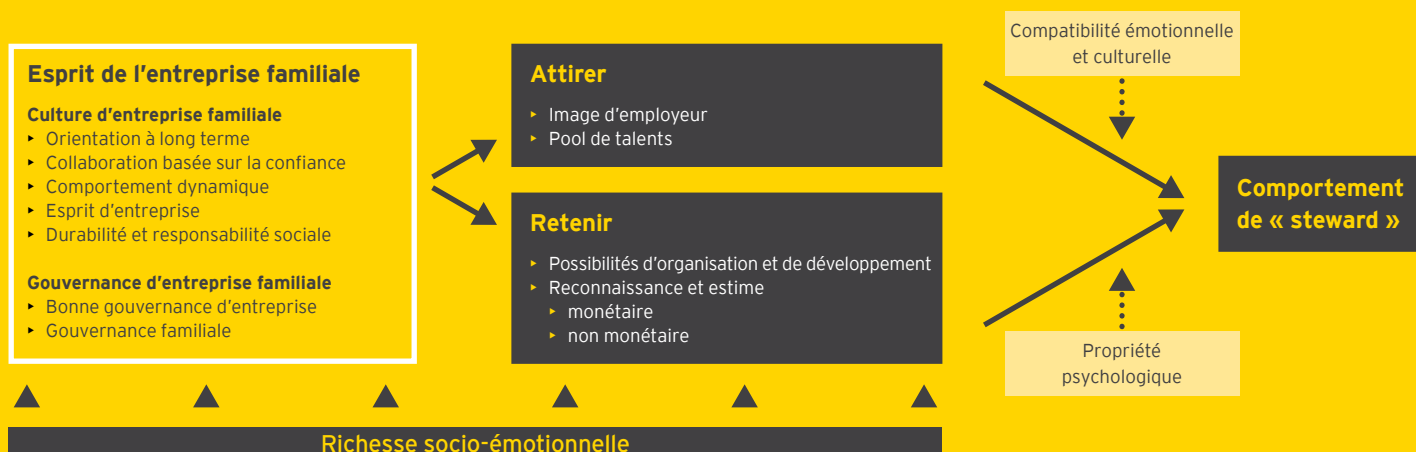 Esprit de l'entreprise familiale
Culture d'entreprise familiale
‣ Orientation à long terme
‣ Collaboration basée sur la confiance
‣ Comportement dynamique
‣ Esprit d'entreprise
‣ Durabilité et responsabilité sociale
Gouvernance d'entreprise familiale
‣ Bonne gouvernance d'entreprise
‣ Gouvernance familiale
Attirer
‣ Image d'employeur
‣ Pool de talents
Retenir
‣ Possibilités d'organisation et de développement
‣ Reconnaissance et estime
‣ monétaire
‣ non monétaire
Compatibilité émotionnelle
et culturelle
Propriété
psychologique
Comportement
de « steward »
Richesse socio-émotionnelle